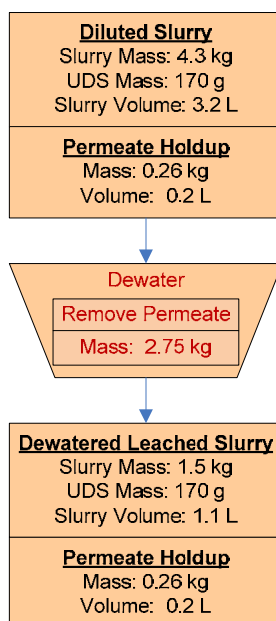 Diluted Slurry
Slurry Mass: 4.3 kg
UDS Mass: 170 g
Slurry Volume: 3.2 L
Permeate Holdup
Mass: 0.26 kg
Volume: 0.2 L
Dewater
Remove Permeate
Mass: 2.75 kg
Dewatered Leached Slurry
Slurry Mass: 1.5 kg
UDS Mass: 170 g
Slurry Volume: 1.1 L
Permeate Holdup
Mass: 0.26 kg
Volume: 0.2 L